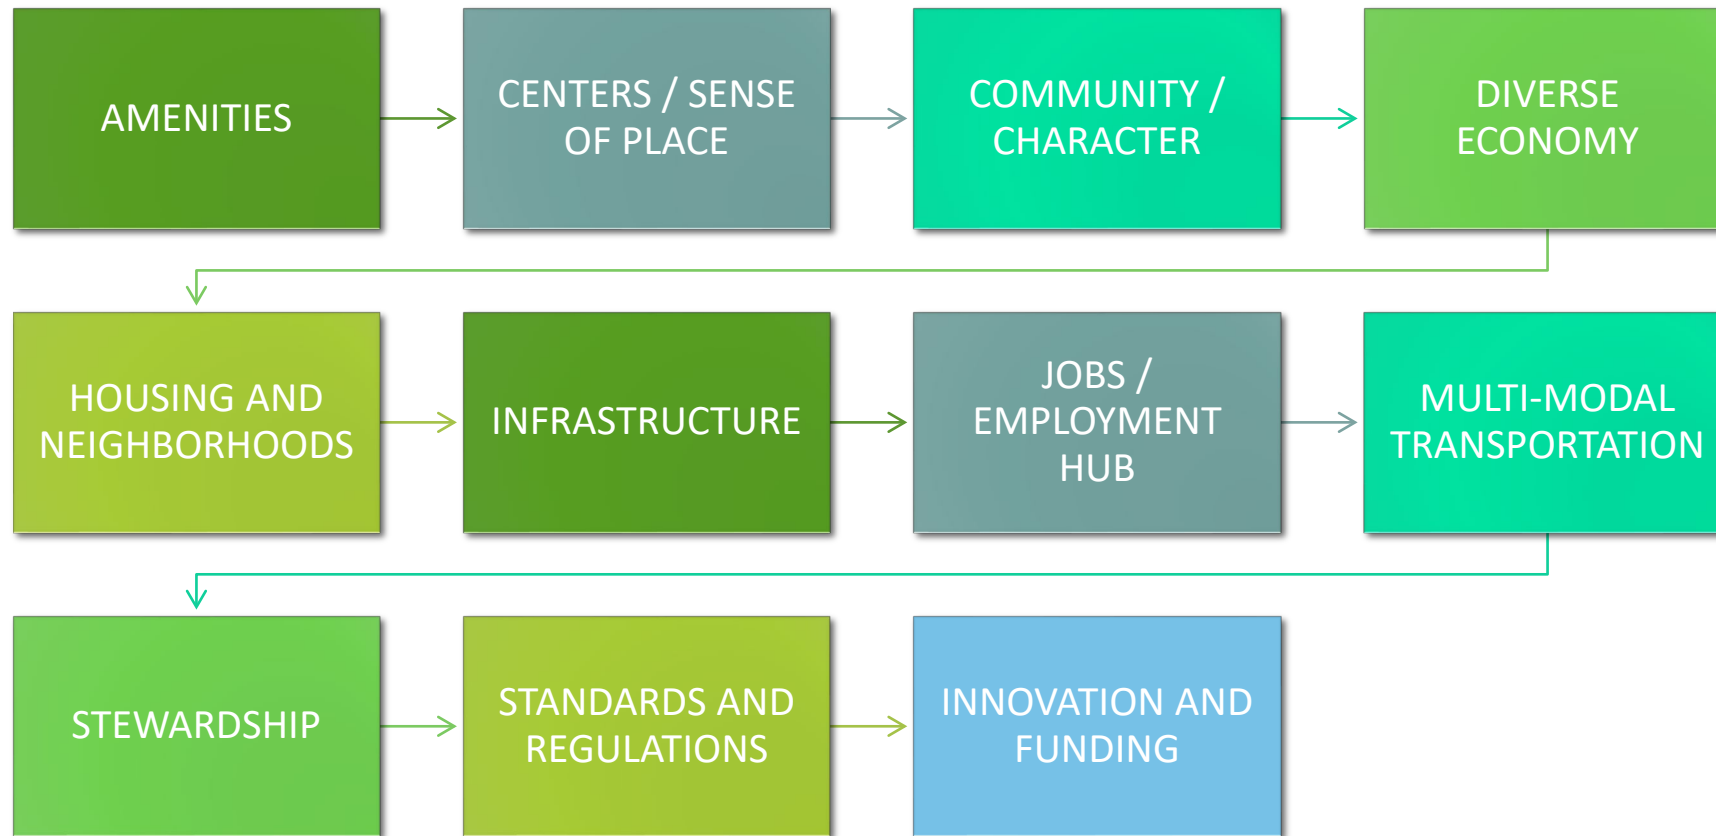 AMENITIES
CENTERS / SENSE
OF PLACE
COMMUNITY /
CHARACTER
DIVERSE
ECONOMY
HOUSING AND
NEIGHBORHOODS
INFRASTRUCTURE
JOBS /
EMPLOYMENT
HUB
MULTI-MODAL
TRANSPORTATION
STEWARDSHIP
STANDARDS AND
REGULATIONS
INNOVATION AND
FUNDING